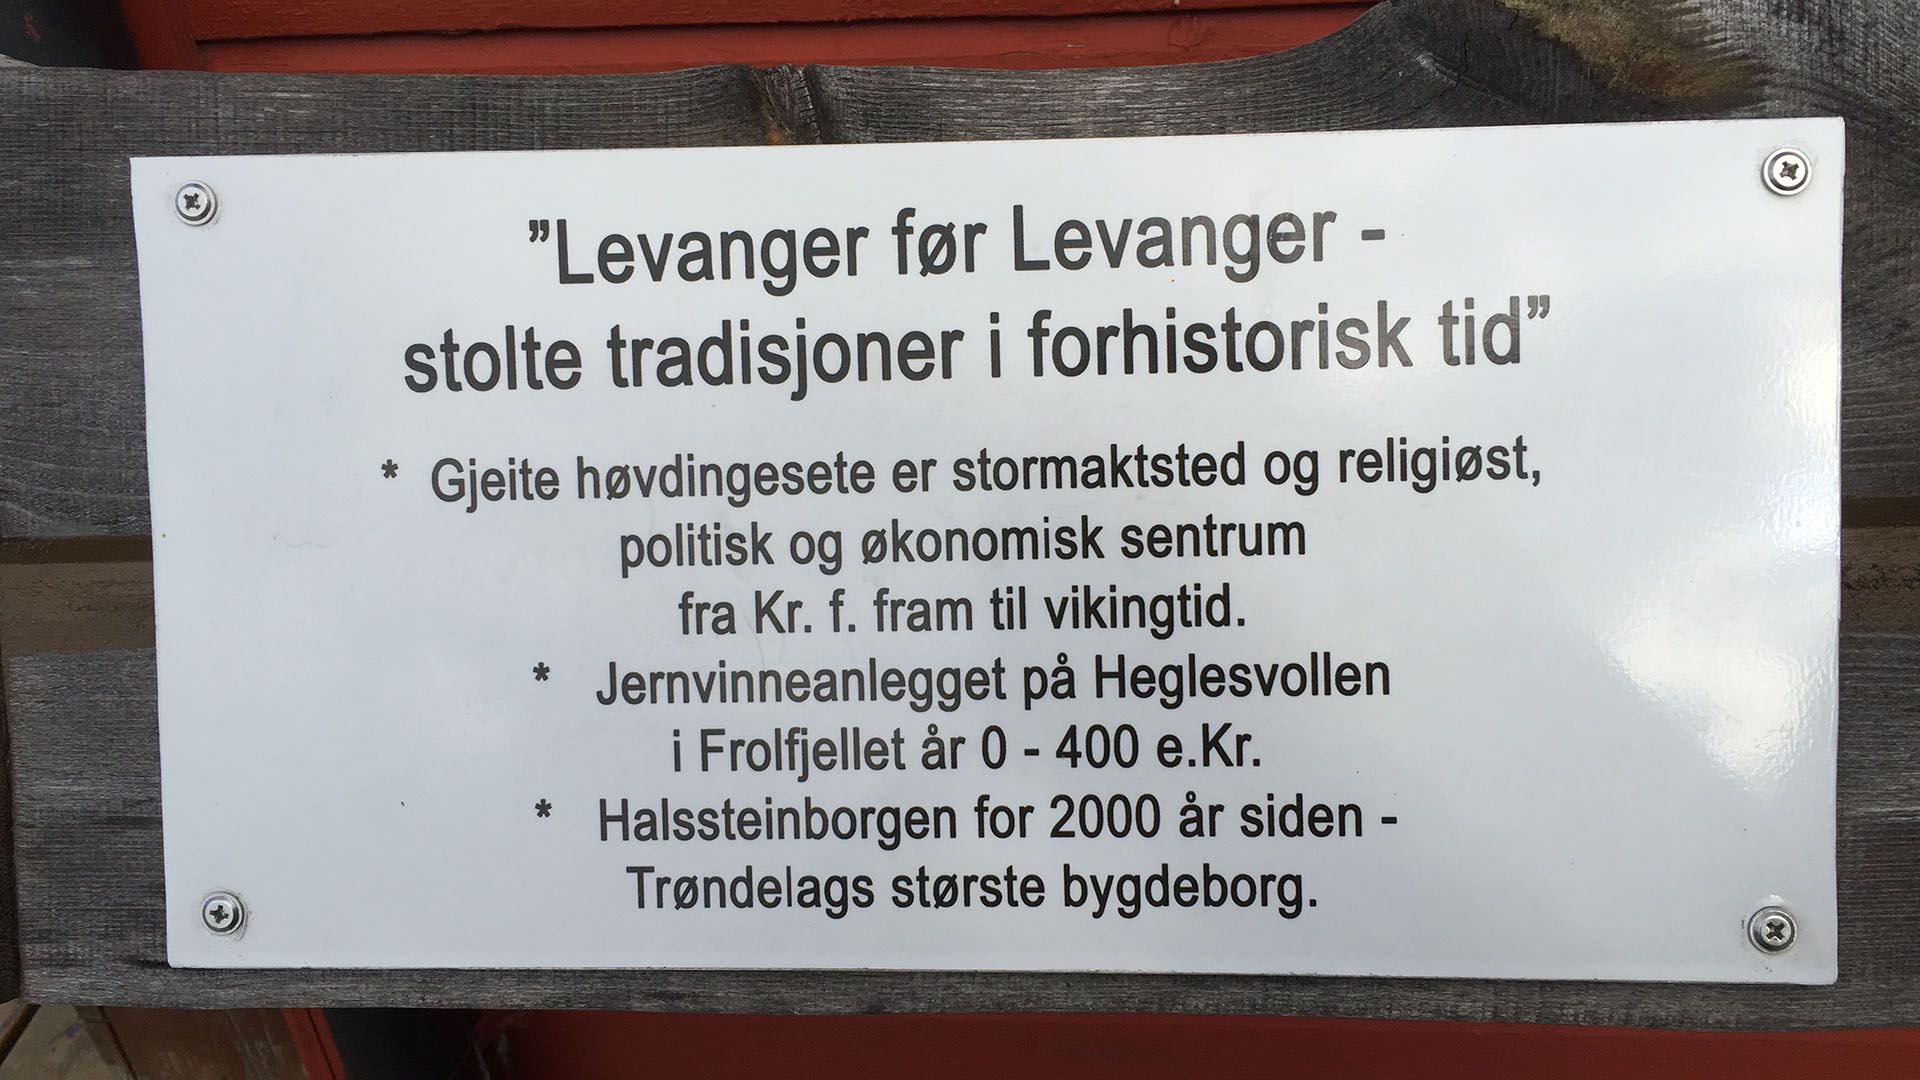 ”Levanger før Levanger -
stolte tradisjoner i forhistorisk tid”
* Gjeite høvdingesete er stormaktsted og religiøst,
politisk og økonomisk sentrum
fra Kr. f. fram til vikingtid.
* Jernvinneanlegget på Heglesvollen
i Frolfjellet år 0 - 400 e.Kr.
* Halssteinborgen for 2000 år siden -
Trøndelags største bygdeborg.